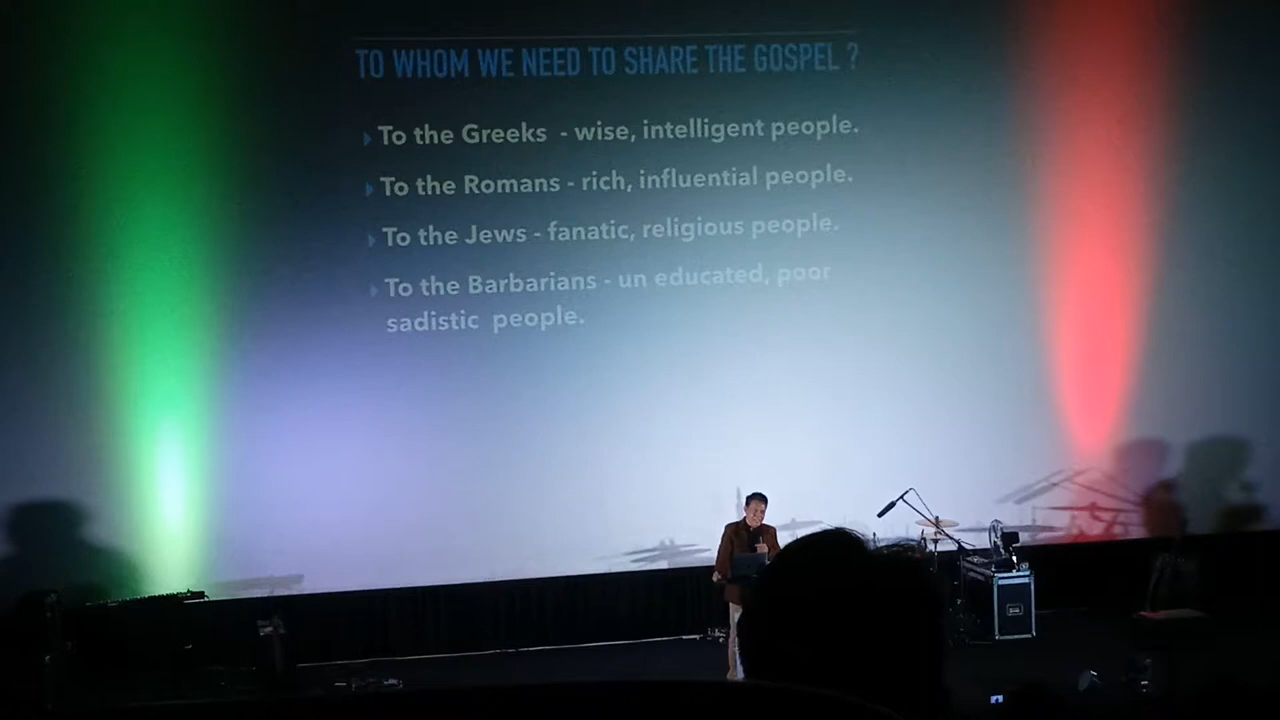 TO WHOM WE NEED TO SHARE THE GOSPEL ?
To the Greeks - wise, intelligent people.
To the Romans - rich, influential people.
To the Jews - fanatic, religious people.
To the Barbarians - un educated, poor
sadistic people.